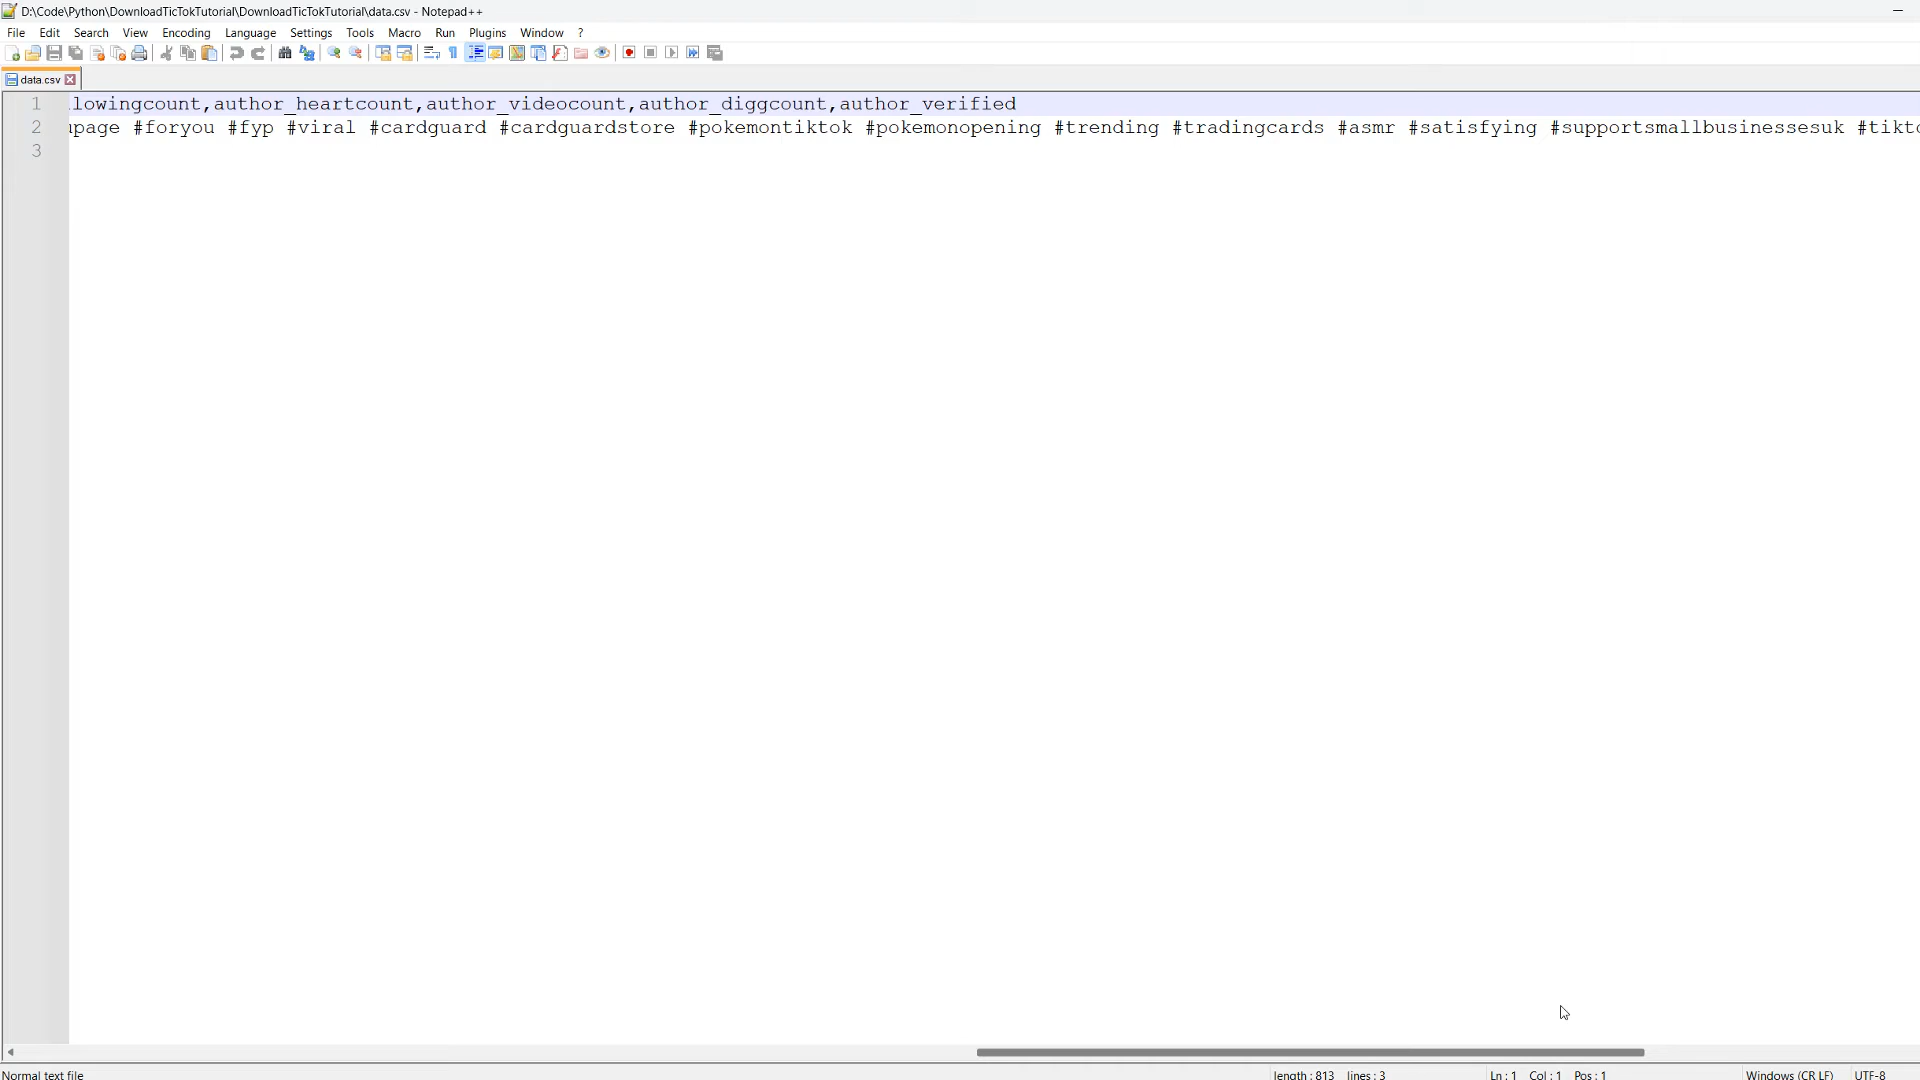 D:\Code\Python\DownloadTicTokTutorial\DownloadTicTokTutorial\data.csv - Notepad++
File Edit Search View Encoding Language Settings Tools Macro Run Plugins Window ?
data.csv
1 lowingcount,author_heartcount,author_videocount,author_diggcount,author_verified
2 upage #foryou #fyp #viral #cardguard #cardguardstore #pokemontiktok #pokemonopening #trending #tradingcards #asmr #satisfying #supportsmallbusinessesuk #tikt
3
Normal text file length : 813 lines : 3 Ln : 1 Col : 1 Pos : 1 Windows (CR LF) UTF-8